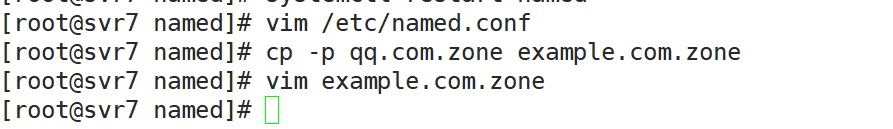 [root@svr7 named]# vim /etc/named.conf
[root@svr7 named]# cp -p qq.com.zone example.com.zone
[root@svr7 named]# vim example.com.zone
[root@svr7 named]#